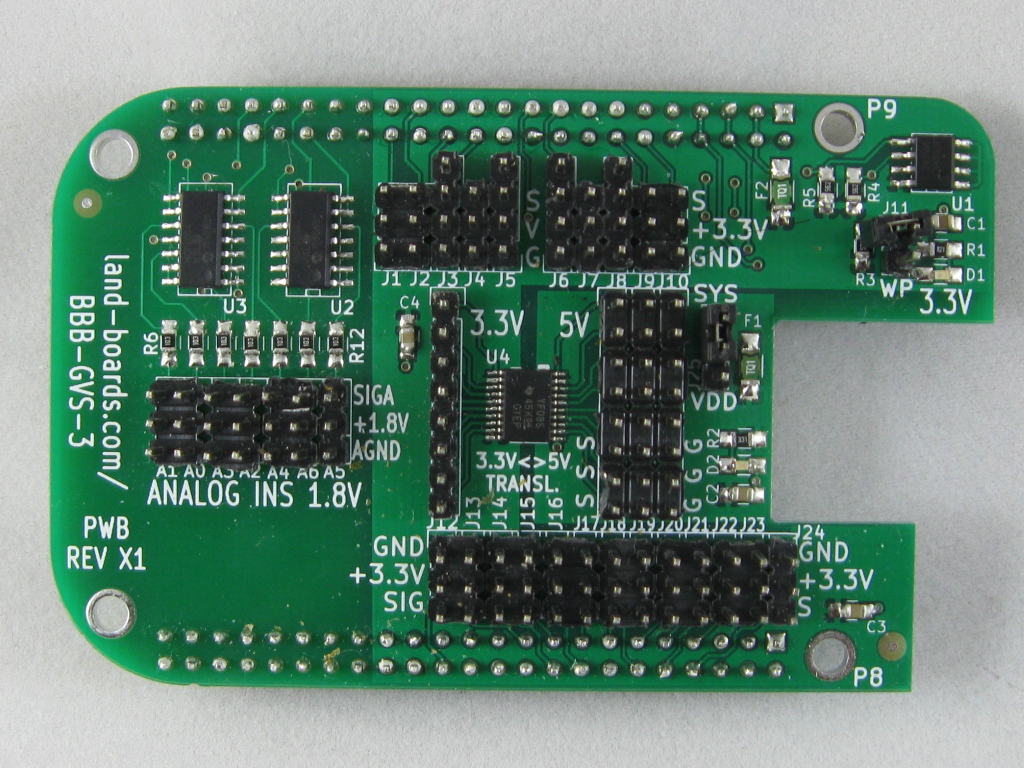 P9
F2
R5
R4
U1
J11
C1
R1
R3
D1
WP
3.3V
S
V
G
S
+3.3V
GND
J1 J2 J3 J4 J5
J6 J7 J8 J9 J10
U3
U2
C4
3.3V
5V
SYS
F1
J25
VDD
U4
YF08S
R6
R12
SIGA
+1.8V
AGND
A1 A0 A3 A2 A4 A6 A5
ANALOG INS 1.8V
land-boards.com/
BBB-GVS-3
3.3V<>5V
TRANSL.
S
S
S
G
G
G
R2
D2
C2
J12
J13
J14
J15
J16
J17 J18 J19 J20 J21 J22 J23
J24
PWB
REV X1
GND
+3.3V
SIG
GND
+3.3V
S
C3
P8